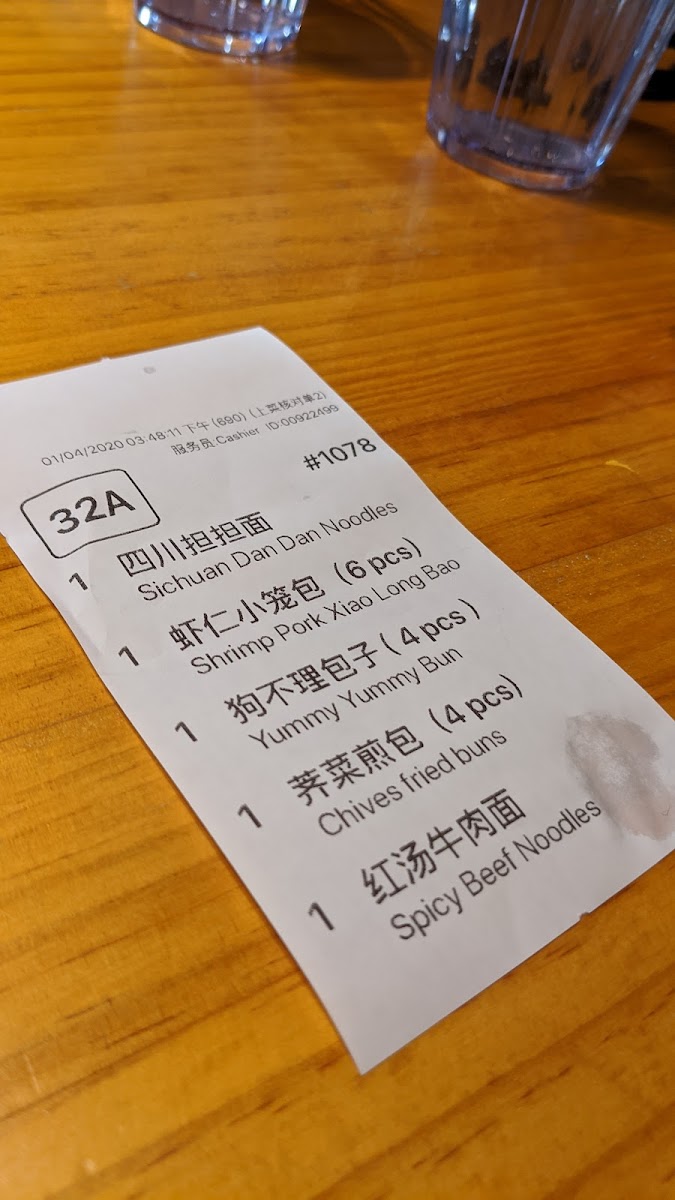 01/04/2020 03:48:11 下午 (690) (上菜核对单2)
服务员:Cashier ID:00922499
#1078
32A
1 四川担担面
Sichuan Dan Dan Noodles
1 虾仁小笼包 (6 pcs)
Shrimp Pork Xiao Long Bao
1 狗不理包子 ( 4 pcs )
Yummy Yummy Bun
1 荠菜煎包 (4 pcs)
Chives fried buns
1 红汤牛肉面
Spicy Beef Noodles